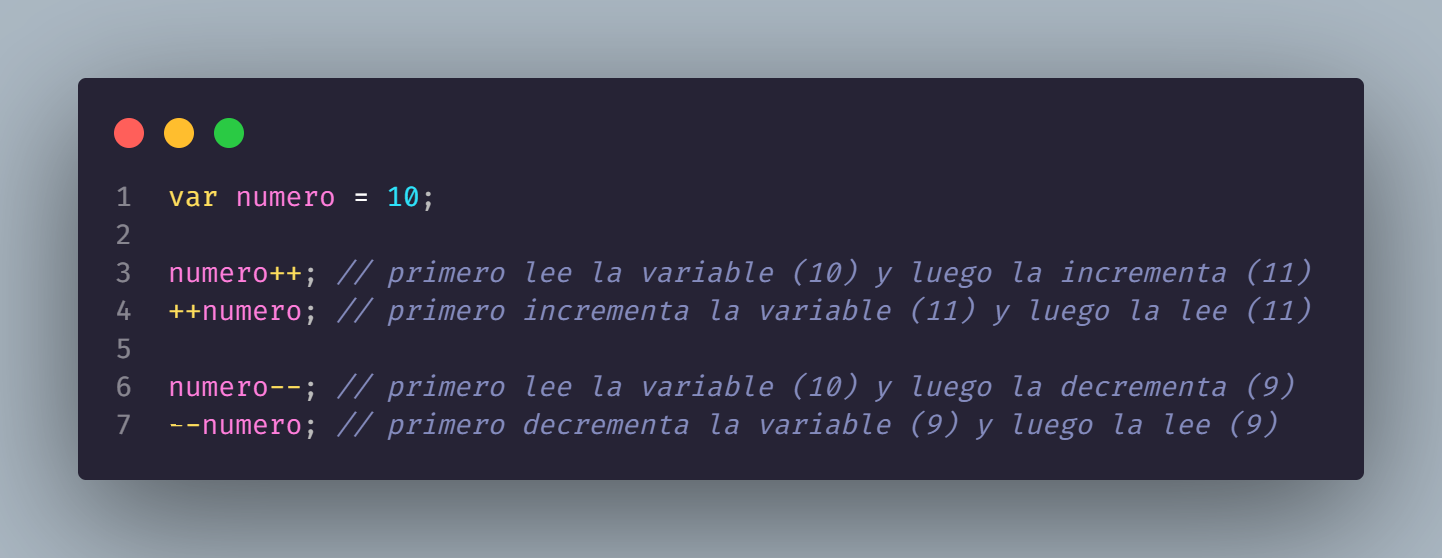 1 var numero = 10;
2
3 numero++; // primero lee la variable (10) y luego la incrementa (11)
4 ++numero; // primero incrementa la variable (11) y luego la lee (11)
5
6 numero--; // primero lee la variable (10) y luego la decrementa (9)
7 --numero; // primero decrementa la variable (9) y luego la lee (9)